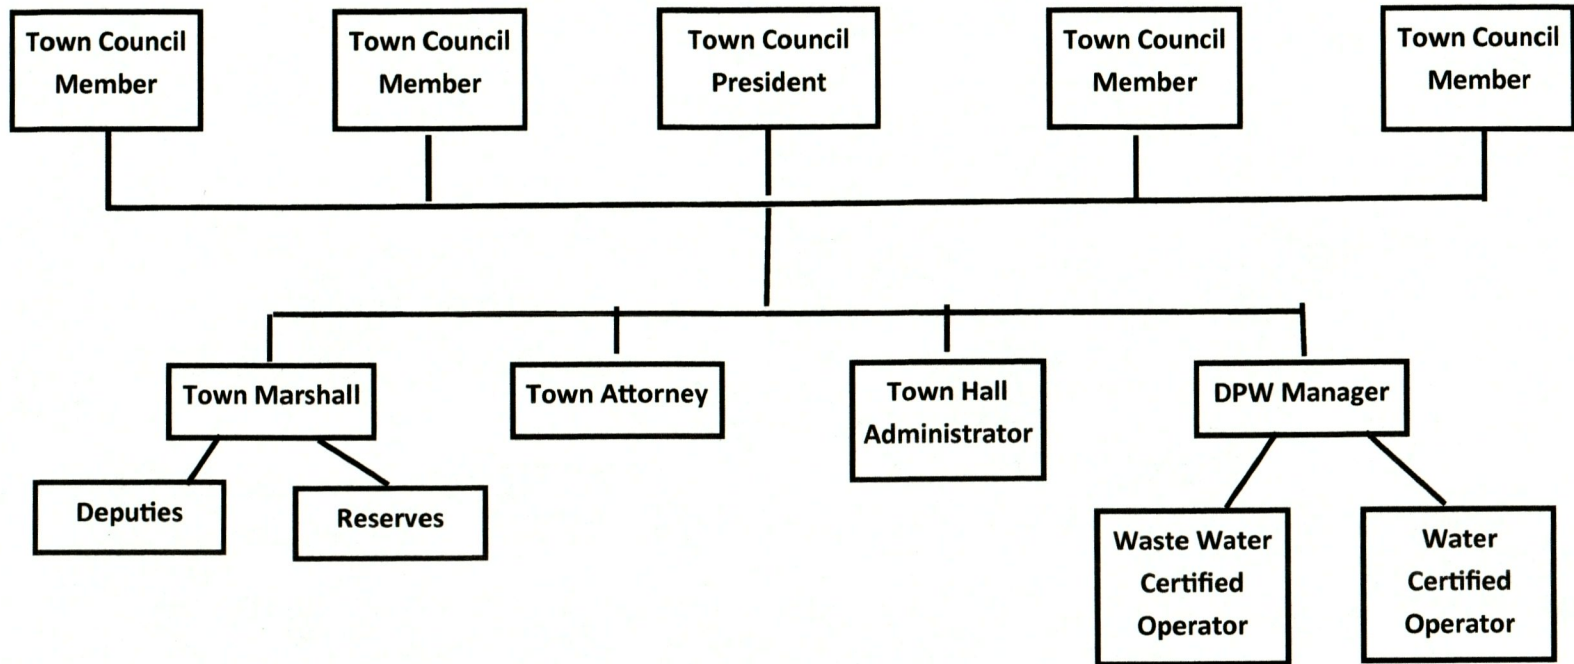 Town Council
Member
Town Council
Member
Town Council
President
Town Council
Member
Town Council
Member
Town Marshall
Town Attorney
Town Hall
Administrator
DPW Manager
Deputies
Reserves
Waste Water
Certified
Operator
Water
Certified
Operator